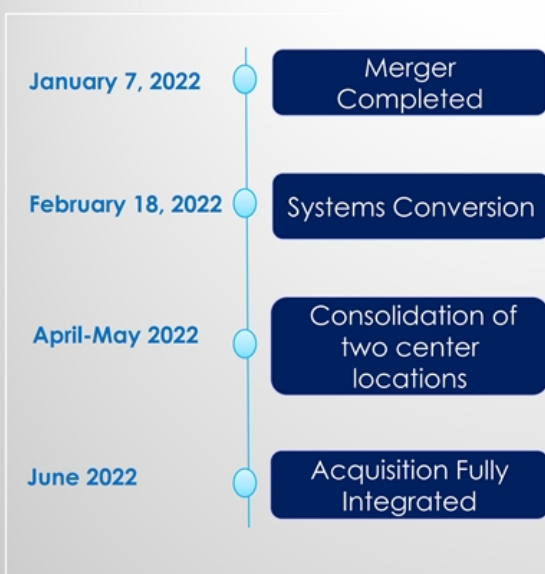 January 7, 2022
Merger
Completed
February 18, 2022
Systems Conversion
April-May 2022
Consolidation of
two center
locations
June 2022
Acquisition Fully
Integrated